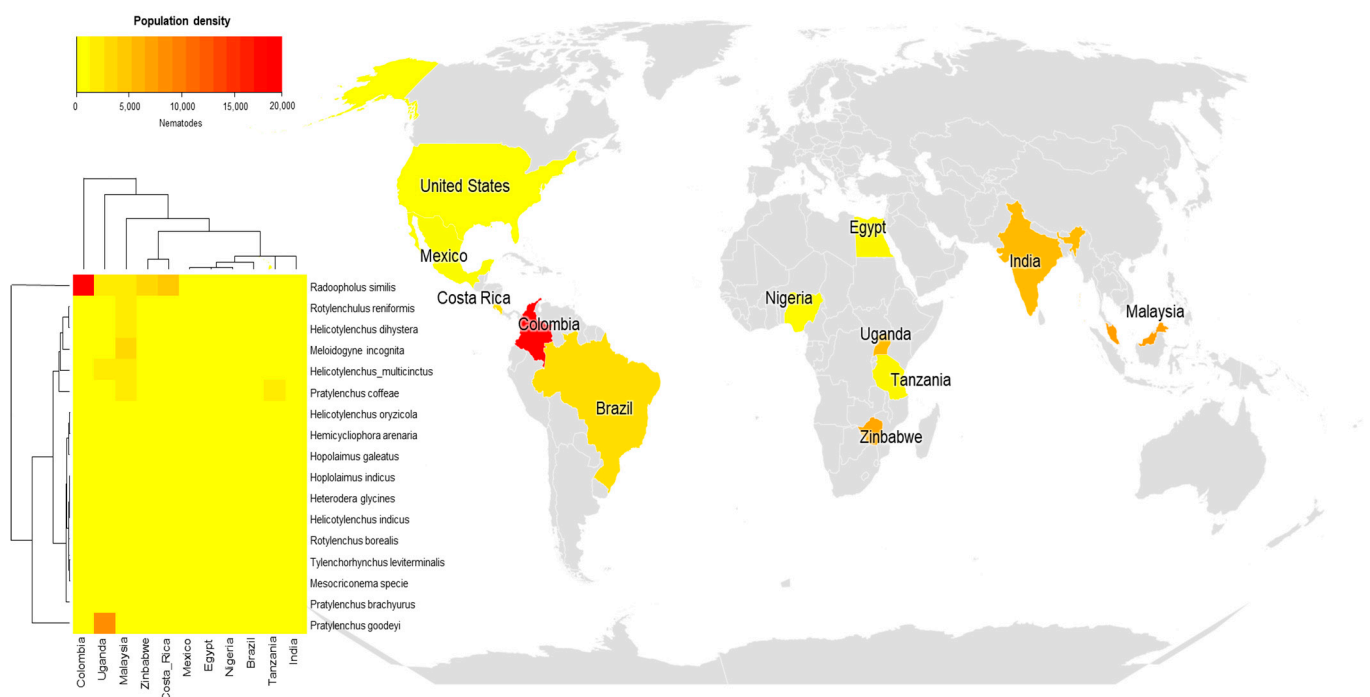 Population density
0 5,000 10,000 15,000 20,000
Nematodes
United States
Mexico
Costa Rica
Colombia
Brazil
Egypt
Nigeria
Uganda
Tanzania
Zinbabwe
India
Malaysia
Radoopholus similis
Rotylenchulus reniformis
Helicotylenchus dihystera
Meloidogyne incognita
Helicotylenchus_multicinctus
Pratylenchus coffeae
Helicotylenchus oryzicola
Hemicycliophora arenaria
Hopolaimus galeatus
Hoplolaimus indicus
Heterodera glycines
Helicotylenchus indicus
Rotylenchus borealis
Tylenchorhynchus leviterminalis
Mesocriconema specie
Pratylenchus brachyurus
Pratylenchus goodeyi
Colombia
Uganda
Malaysia
Zinbabwe
Costa_Rica
Mexico
Egypt
Nigeria
Brazil
Tanzania
India